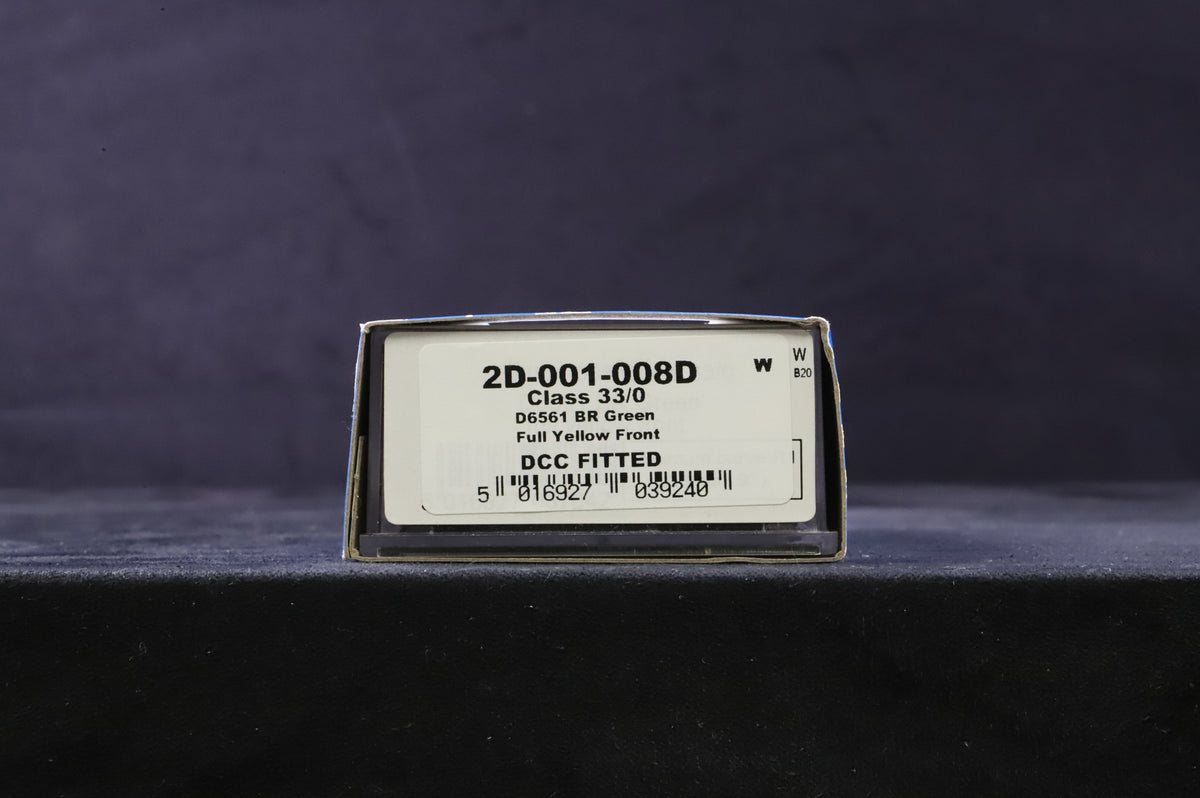 2D-001-008D W
Class 33/0
D6561 BR Green
Full Yellow Front
DCC FITTED
5 016927 039240
W
B20